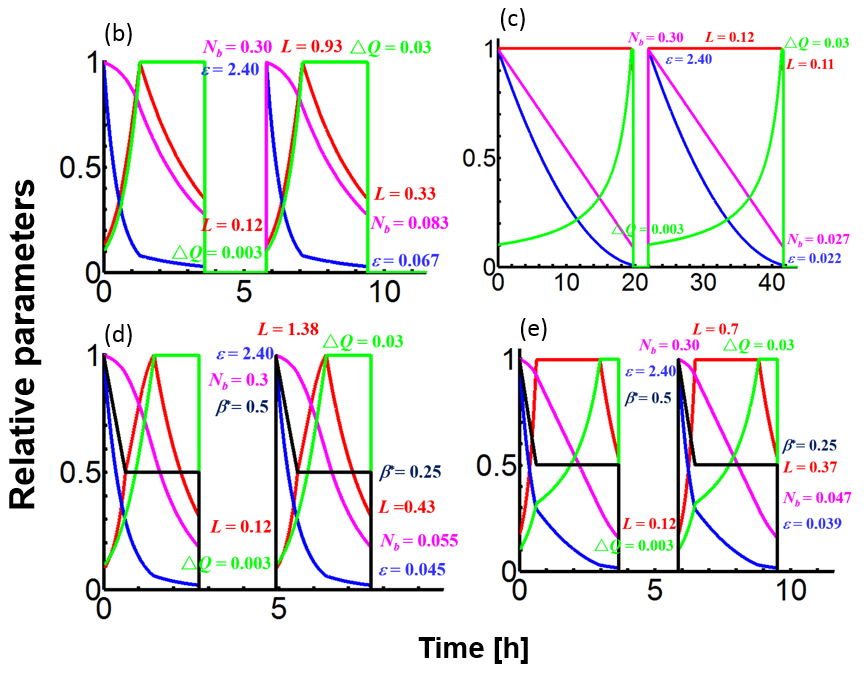 Relative parameters
(b)
N_b = 0.30 L = 0.93 △Q = 0.03
ε = 2.40
1
0.5
0
L = 0.12
△Q = 0.003
L = 0.33
N_b = 0.083
ε = 0.067
0 5 10
(c)
N_b = 0.30 L = 0.12
△Q = 0.03
ε = 2.40
L = 0.11
1
0.5
0
△Q = 0.003
N_b = 0.027
ε = 0.022
0 10 20 30 40
(d)
L = 1.38
ε = 2.40 △Q = 0.03
N_b = 0.3
β* = 0.5
1
0.5
0
β* = 0.25
L = 0.12
L = 0.43
△Q = 0.003
N_b = 0.055
ε = 0.045
0 5
(e)
L = 0.7
N_b = 0.30 △Q = 0.03
ε = 2.40
β* = 0.5
1
0.5
0
β* = 0.25
L = 0.37
L = 0.12
N_b = 0.047
△Q = 0.003
ε = 0.039
0 5 10
Time [h]